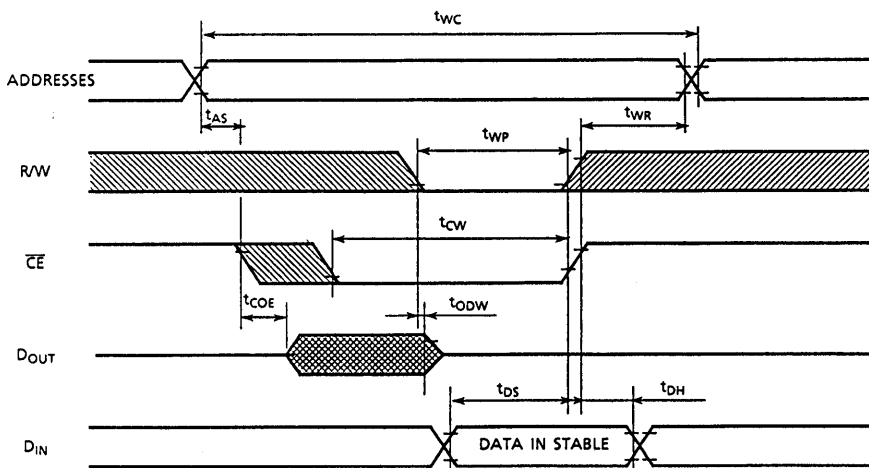 tWC
ADDRESSES
tAS
tWP
tWR
R/W
tCW
CE
tCOE
tODW
DOUT
tDS
tDH
DIN
DATA IN STABLE